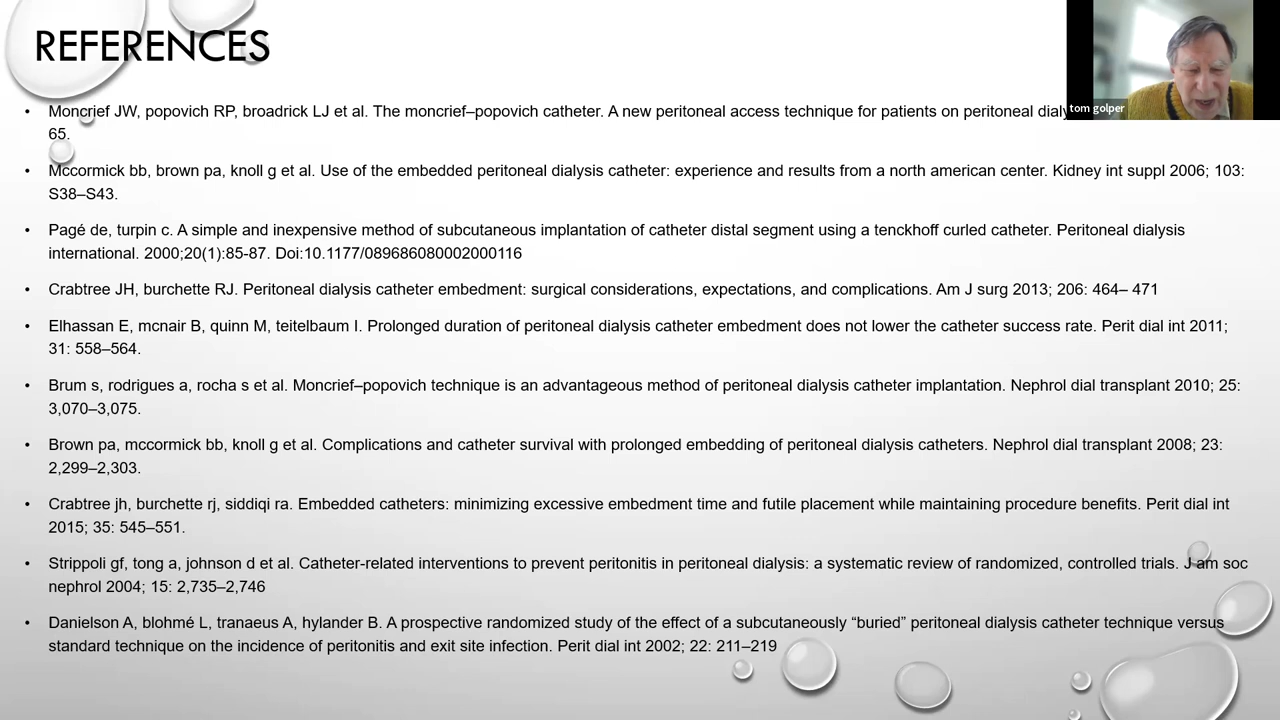 REFERENCES
tom golper
• Moncrief JW, popovich RP, broadrick LJ et al. The moncrief–popovich catheter. A new peritoneal access technique for patients on peritoneal
65.
• Mccormick bb, brown pa, knoll g et al. Use of the embedded peritoneal dialysis catheter: experience and results from a north american center. Kidney int suppl 2006; 103:
S38–S43.
• Pagé de, turpin c. A simple and inexpensive method of subcutaneous implantation of catheter distal segment using a tenckhoff curled catheter. Peritoneal dialysis
international. 2000;20(1):85-87. Doi:10.1177/089686080002000116
• Crabtree JH, burchette RJ. Peritoneal dialysis catheter embedment: surgical considerations, expectations, and complications. Am J surg 2013; 206: 464– 471
• Elhassan E, mcnair B, quinn M, teitelbaum I. Prolonged duration of peritoneal dialysis catheter embedment does not lower the catheter success rate. Perit dial int 2011;
31: 558–564.
• Brum s, rodrigues a, rocha s et al. Moncrief–popovich technique is an advantageous method of peritoneal dialysis catheter implantation. Nephrol dial transplant 2010; 25:
3,070–3,075.
• Brown pa, mccormick bb, knoll g et al. Complications and catheter survival with prolonged embedding of peritoneal dialysis catheters. Nephrol dial transplant 2008; 23:
2,299–2,303.
• Crabtree jh, burchette rj, siddiqi ra. Embedded catheters: minimizing excessive embedment time and futile placement while maintaining procedure benefits. Perit dial int
2015; 35: 545–551.
• Strippoli gf, tong a, johnson d et al. Catheter-related interventions to prevent peritonitis in peritoneal dialysis: a systematic review of randomized, controlled trials. J am soc
nephrol 2004; 15: 2,735–2,746
• Danielson A, blohmé L, tranaeus A, hylander B. A prospective randomized study of the effect of a subcutaneously “buried” peritoneal dialysis catheter technique versus
standard technique on the incidence of peritonitis and exit site infection. Perit dial int 2002; 22: 211–219